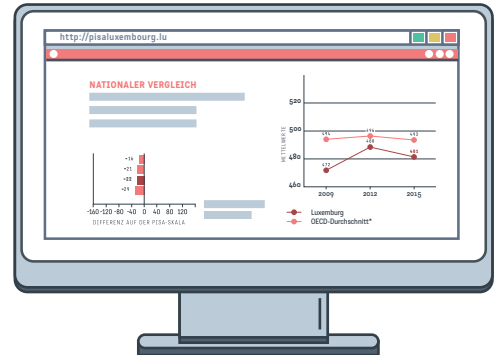 http://pisaluxembourg.lu
NATIONALER VERGLEICH
-14
-21
-22
-29
-160 -120 -80 -40 0 40 80 120
DIFFERENZ AUF DER PISA-SKALA
MITTELWERTE
520
500
480
460
494
496
493
472
488
481
2009 2012 2015
Luxemburg
OECD-Durchschnitt*